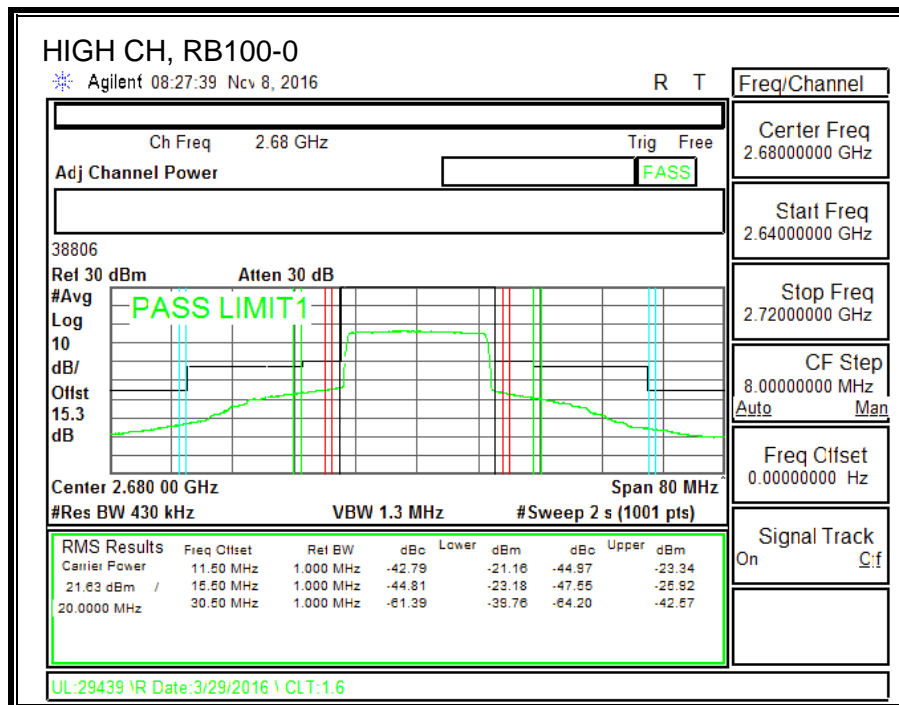 HIGH CH, RB100-0
Agilent 08:27:39 Nov 8, 2016 R T
Freq/Channel
Ch Freq 2.68 GHz Trig Free
Adj Channel Power PASS
Center Freq
2.68000000 GHz
Start Freq
2.64000000 GHz
Stop Freq
2.72000000 GHz
CF Step
8.00000000 MHz
Auto Man
Freq Offset
0.00000000 Hz
Signal Track
On Off
38806
Ref 30 dBm Atten 30 dB
#Avg
Log
10
dB/
Offst
15.3
dB
PASS LIMIT1
Center 2.680 00 GHz Span 80 MHz
#Res BW 430 kHz VBW 1.3 MHz #Sweep 2 s (1001 pts)
RMS Results Freq Offset Ref BW dBc Lower dBm dBc Upper dBm
Carrier Power 11.50 MHz 1.000 MHz -42.79 -21.16 -44.97 -23.34
21.63 dBm / 15.50 MHz 1.000 MHz -44.81 -23.18 -47.55 -25.92
20.0000 MHz 30.50 MHz 1.000 MHz -61.39 -39.76 -64.20 -42.57
UL:29439 \R Date:3/29/2016 \ CLT:1.6